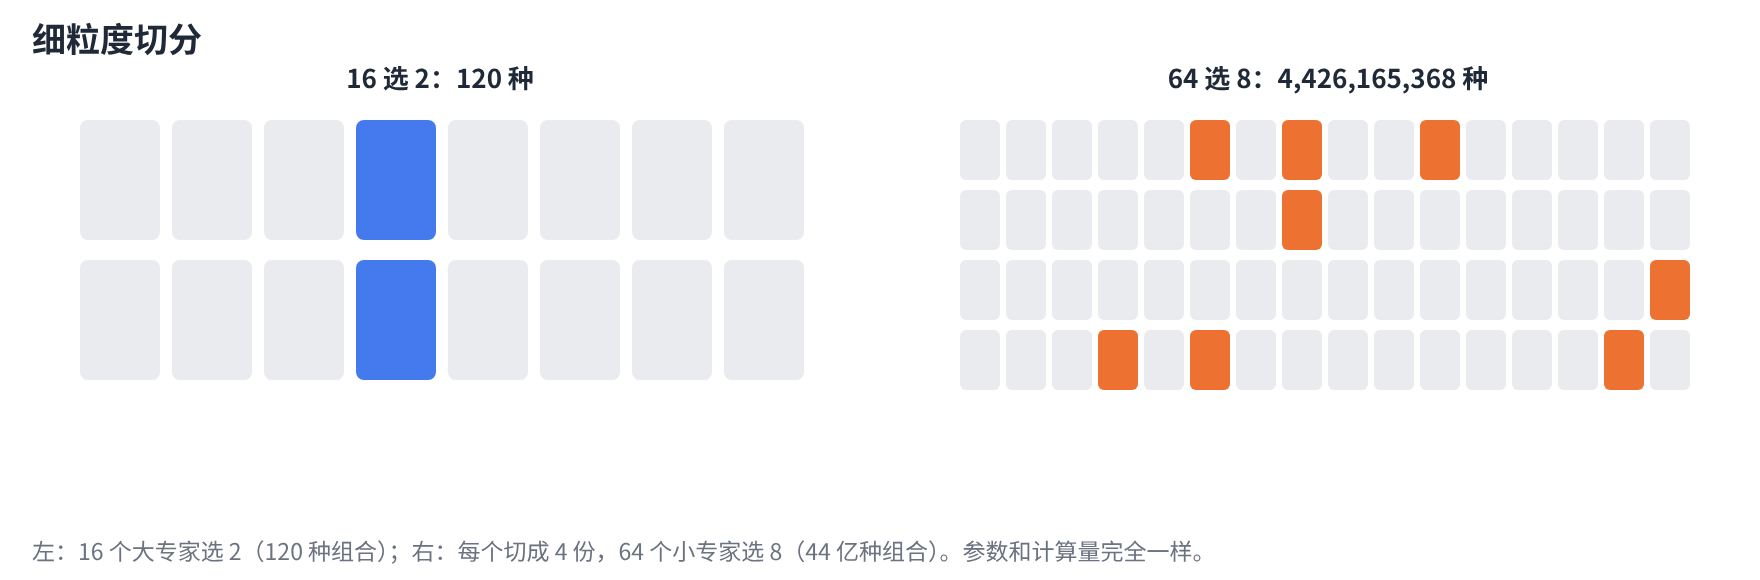 细粒度切分
16 选 2：120 种
64 选 8：4,426,165,368 种
左：16 个大专家选 2（120 种组合）；右：每个切成 4 份，64 个小专家选 8（44 亿种组合）。参数和计算量完全一样。